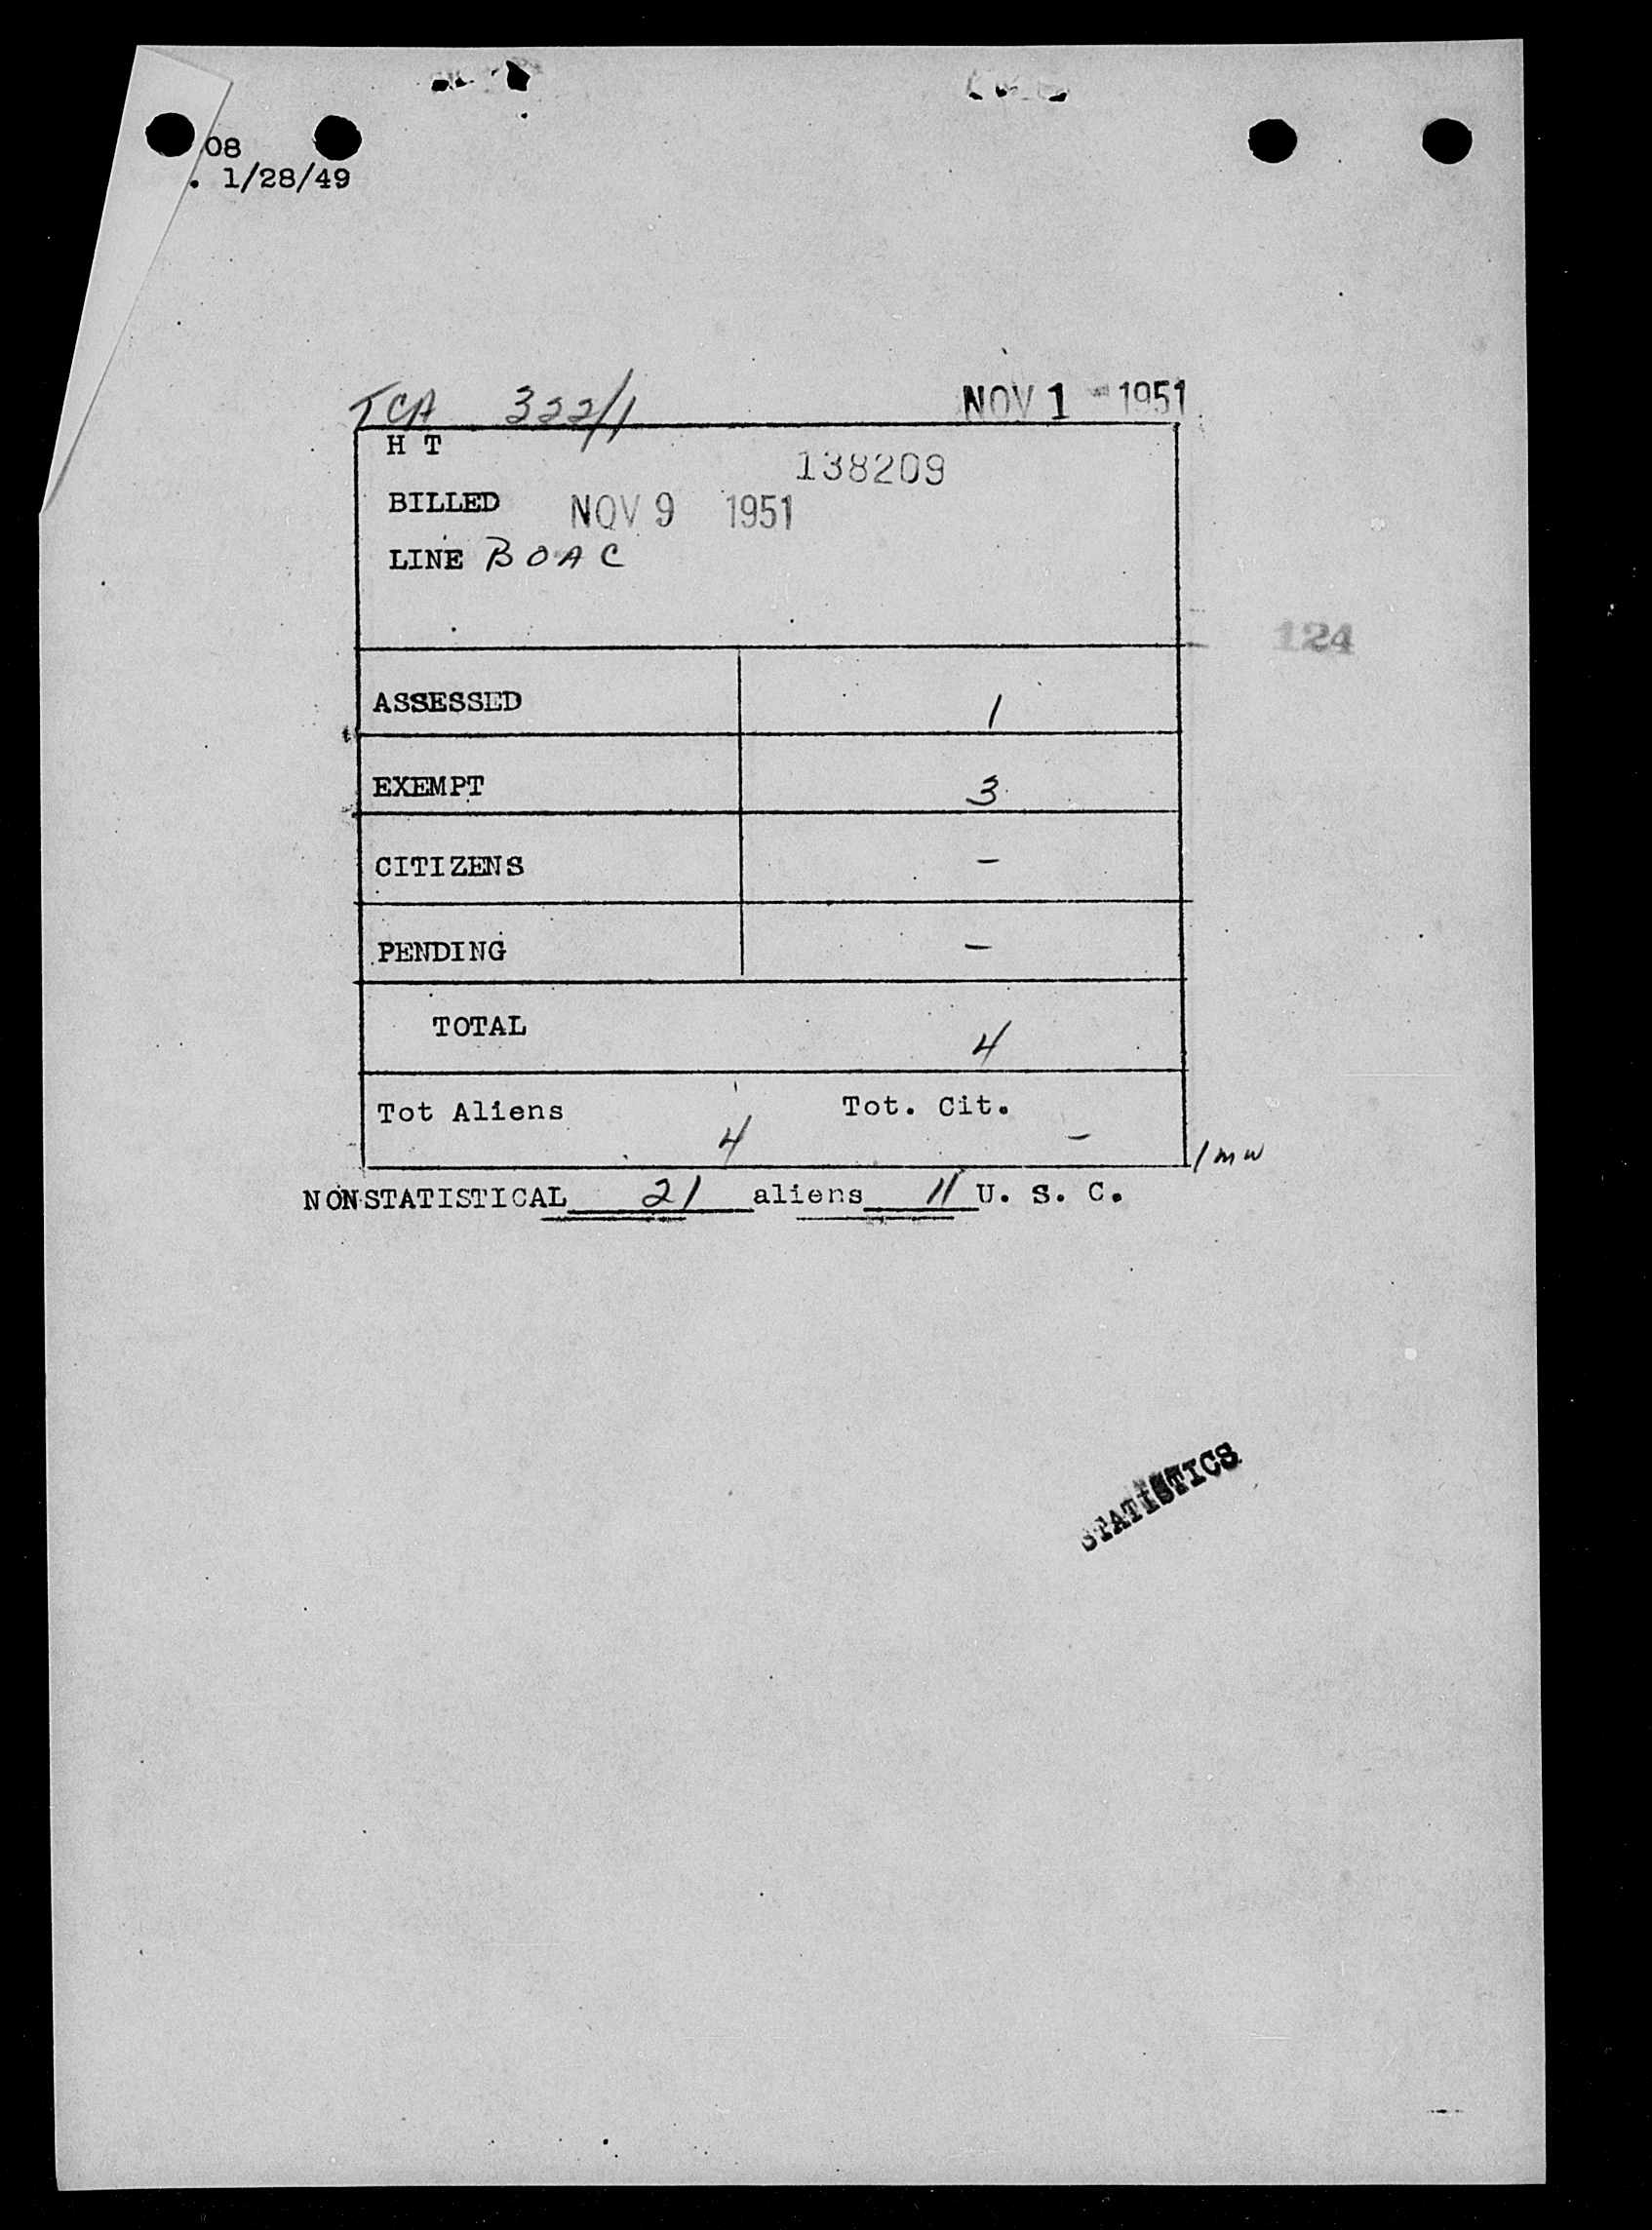 08
. 1/28/49
TCA 322/1 NOV 1 - 1951
H T
138209
BILLED NOV 9 1951
LINE BOAC
124
ASSESSED 1
EXEMPT 3
CITIZENS -
PENDING -
TOTAL 4
Tot Aliens 4 Tot. Cit. -
/mw
NONSTATISTICAL 21 aliens 11 U. S. C.
STATISTICS